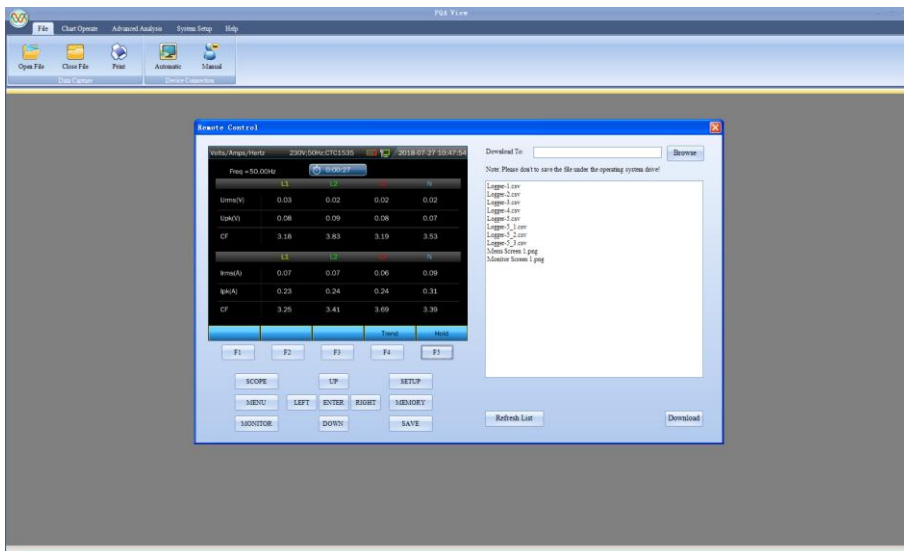 PQA View
File Chart Operate Advanced Analysis System Setup Help
Open File Close File Print Automatic Manual
Data Capture Device Connection
Remote Control
Volts/Amps/Hertz 230V;50Hz;CTC1535 2018-07-27 10:47:54
Freq =50.00Hz 0:00:27
L1 L2 L3 N
Urms(V) 0.03 0.02 0.02 0.02
Upk(V) 0.08 0.09 0.08 0.07
CF 3.18 3.83 3.19 3.53
L1 L2 L3 N
Irms(A) 0.07 0.07 0.06 0.09
Ipk(A) 0.23 0.24 0.24 0.31
CF 3.25 3.41 3.69 3.39
Trend Hold
F1 F2 F3 F4 F5
SCOPE UP SETUP
MENU LEFT ENTER RIGHT MEMORY
MONITOR DOWN SAVE
Download To: Browse
Note: Please don't to save the file under the operating system drive!
Logger-1.csv
Logger-2.csv
Logger-3.csv
Logger-4.csv
Logger-5.csv
Logger-5_1.csv
Logger-5_2.csv
Logger-5_3.csv
Menu Screen 1.png
Monitor Screen 1.png
Refresh List Download